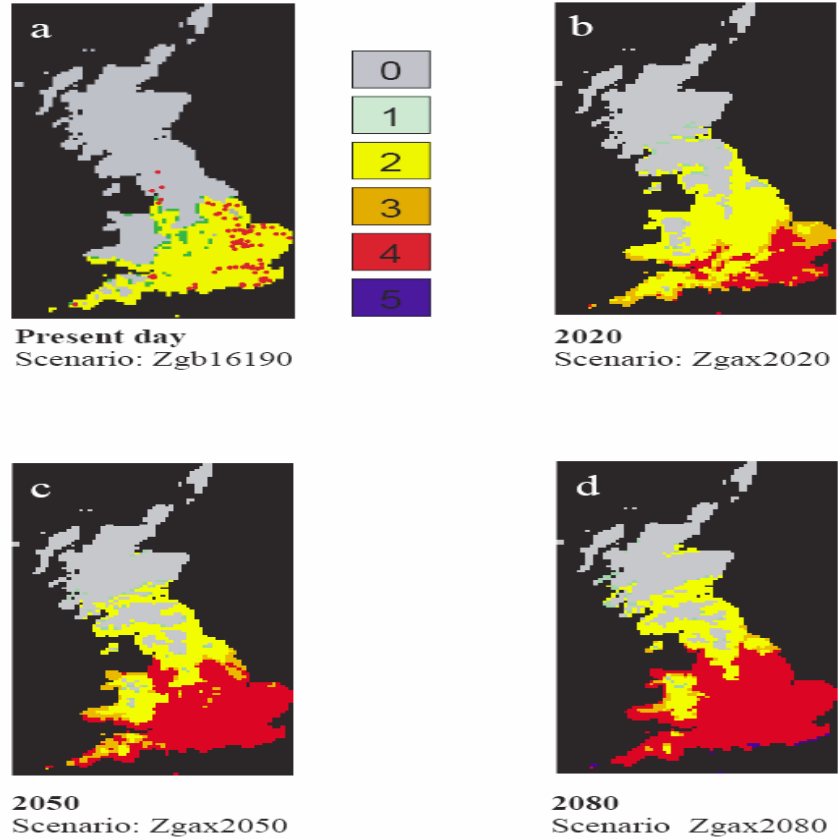 a
0
1
2
3
4
5
b
Present day
Scenario: Zgb16190
2020
Scenario: Zgax2020
c
d
2050
Scenario: Zgax2050
2080
Scenario Zgax2080